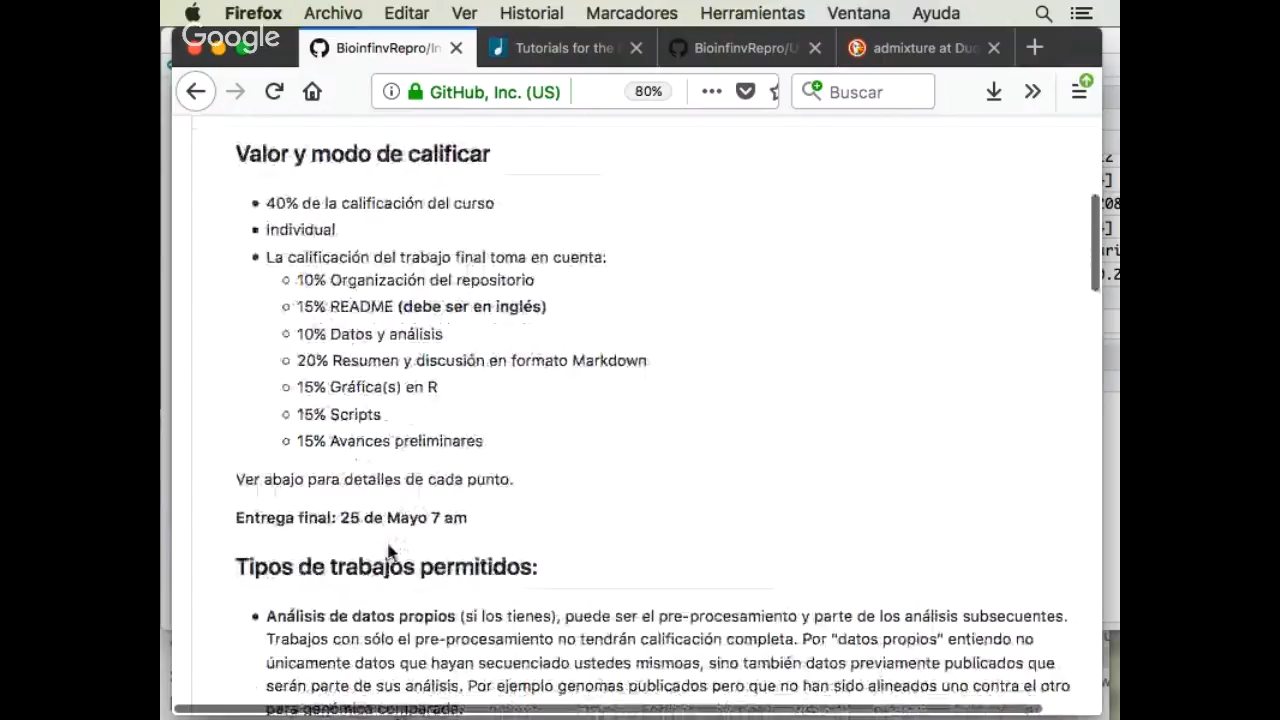 Firefox Archivo Editar Ver Historial Marcadores Herramientas Ventana Ayuda
Google
BioinfinvRepro/In Tutorials for the BioinfinvRepro/U admixture at Du
GitHub, Inc. (US) 80% Buscar
Valor y modo de calificar
40% de la calificación del curso
Individual
La calificación del trabajo final toma en cuenta:
10% Organización del repositorio
15% README (debe ser en inglés)
10% Datos y análisis
20% Resumen y discusión en formato Markdown
15% Gráfica(s) en R
15% Scripts
15% Avances preliminares
Ver abajo para detalles de cada punto.
Entrega final: 25 de Mayo 7 am
Tipos de trabajos permitidos:
Análisis de datos propios (si los tienes), puede ser el pre-procesamiento y parte de los análisis subsecuentes.
Trabajos con sólo el pre-procesamiento no tendrán calificación completa. Por "datos propios" entiendo no
únicamente datos que hayan secuenciado ustedes mismoas, sino también datos previamente publicados que
serán parte de sus análisis. Por ejemplo genomas publicados pero que no han sido alineados uno contra el otro
para genómica comparada.